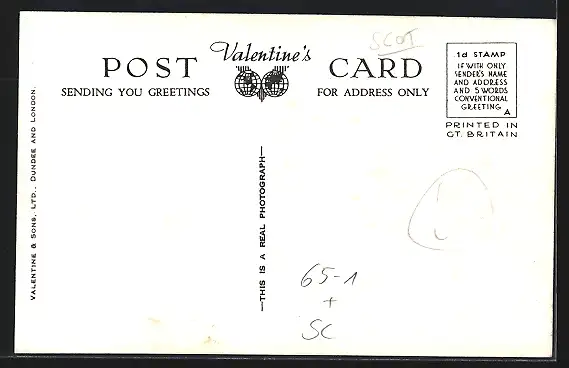 SCOT
Valentine's
POST CARD
SENDING YOU GREETINGS
FOR ADDRESS ONLY
1d STAMP
IF WITH ONLY
SENDER'S NAME
AND ADDRESS
AND 5 WORDS
CONVENTIONAL
GREETING
A
PRINTED IN
GT. BRITAIN
VALENTINE & SONS, LTD., DUNDEE AND LONDON.
—THIS IS A REAL PHOTOGRAPH—
65-1
+
SC